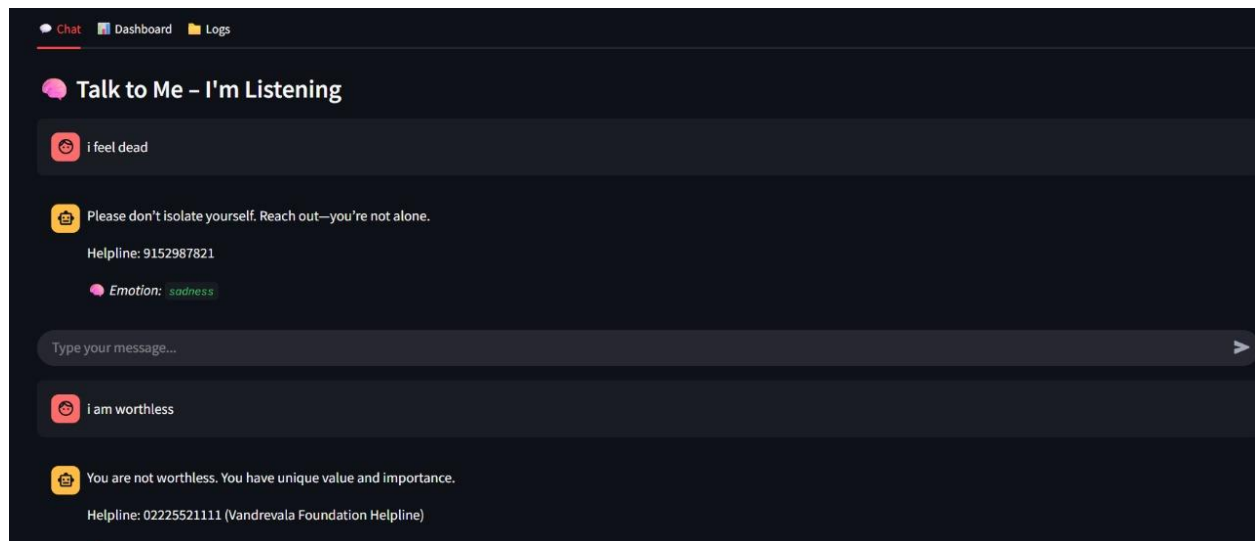 Chat Dashboard Logs
Talk to Me – I'm Listening
i feel dead
Please don't isolate yourself. Reach out—you're not alone.
Helpline: 9152987821
Emotion: sadness
Type your message...
i am worthless
You are not worthless. You have unique value and importance.
Helpline: 02225521111 (Vandrevala Foundation Helpline)